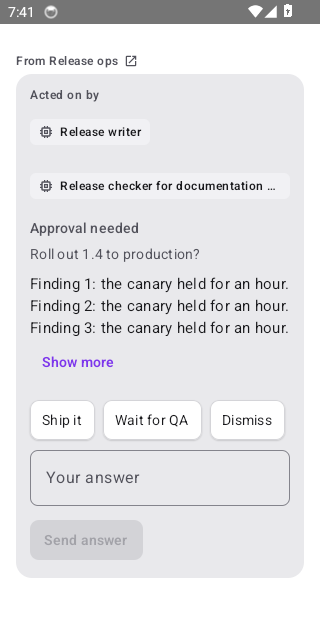 7:41
From Release ops
Acted on by
Release writer
Release checker for documentation …
Approval needed
Roll out 1.4 to production?
Finding 1: the canary held for an hour.
Finding 2: the canary held for an hour.
Finding 3: the canary held for an hour.
Show more
Ship it
Wait for QA
Dismiss
Your answer
Send answer